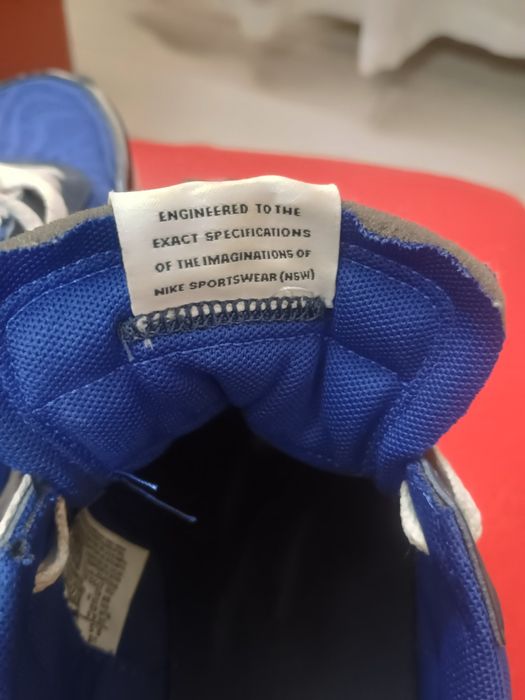 ENGINEERED TO THE
EXACT SPECIFICATIONS
OF THE IMAGINATIONS OF
NIKE SPORTSWEAR (NSW)